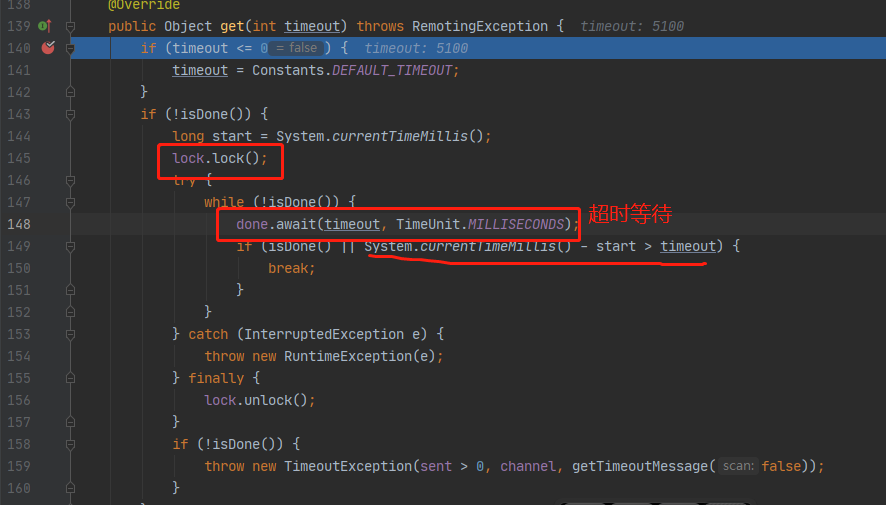 138 @Override
139 public Object get(int timeout) throws RemotingException { timeout: 5100
140 if (timeout <= 0 = false ) { timeout: 5100
141 timeout = Constants.DEFAULT_TIMEOUT;
142 }
143 if (!isDone()) {
144 long start = System.currentTimeMillis();
145 lock.lock();
146 try {
147 while (!isDone()) {
148 done.await(timeout, TimeUnit.MILLISECONDS); 超时等待
149 if (isDone() || System.currentTimeMillis() - start > timeout) {
150 break;
151 }
152 }
153 } catch (InterruptedException e) {
154 throw new RuntimeException(e);
155 } finally {
156 lock.unlock();
157 }
158 if (!isDone()) {
159 throw new TimeoutException(sent > 0, channel, getTimeoutMessage( scan: false));
160 }